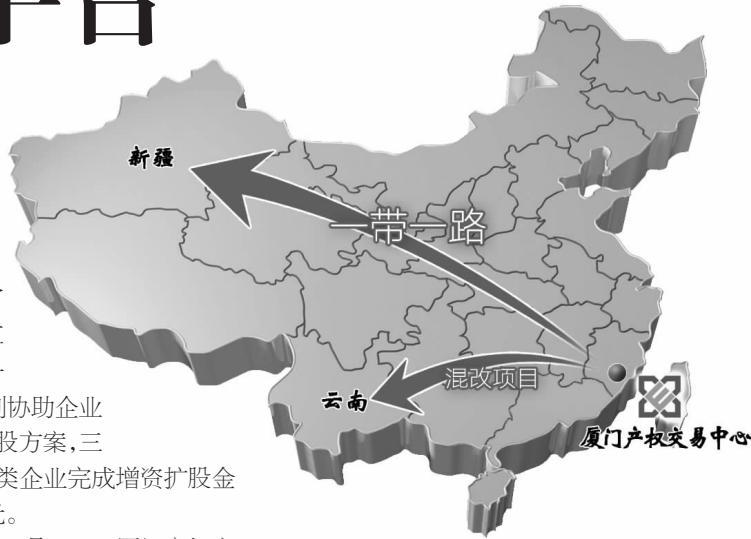 平台
新疆
一带一路
混改项目
云南
厦门产权交易中心
协助企业
股方案,三
类企业完成增资扩股金